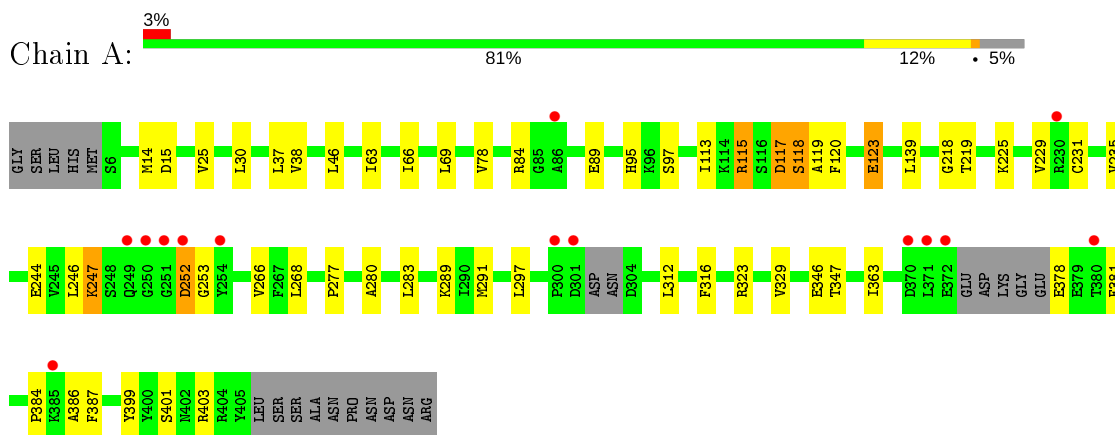 3%
Chain A:
81% 12% • 5%
GLY SER LEU HIS MET S6 M14 D15 V25 L30 L37 V38 L46 I63 I66 L69 V78 R84 G85 A86 E89 H95 K96 S97 I113 K114 R115 S116 D117 S118 A119 F120 E123 L139 G218 T219 K225 V229 R230 C231
E244 V245 L246 K247 S248 Q249 G250 G251 D252 G253 Y254 V266 F267 L268 P277 A280 L283 K289 I290 M291 L297 P300 D301 ASP ASN D304 L312 F316 R323 V329 E346 T347 I363 D370 L371 E372 GLU ASP LYS GLY GLU E378 E379 T380
P384 K385 A386 F387 Y399 Y400 S401 N402 R403 R404 Y405 LEU SER SER ALA ASN PRO ASN ASP ASN ARG